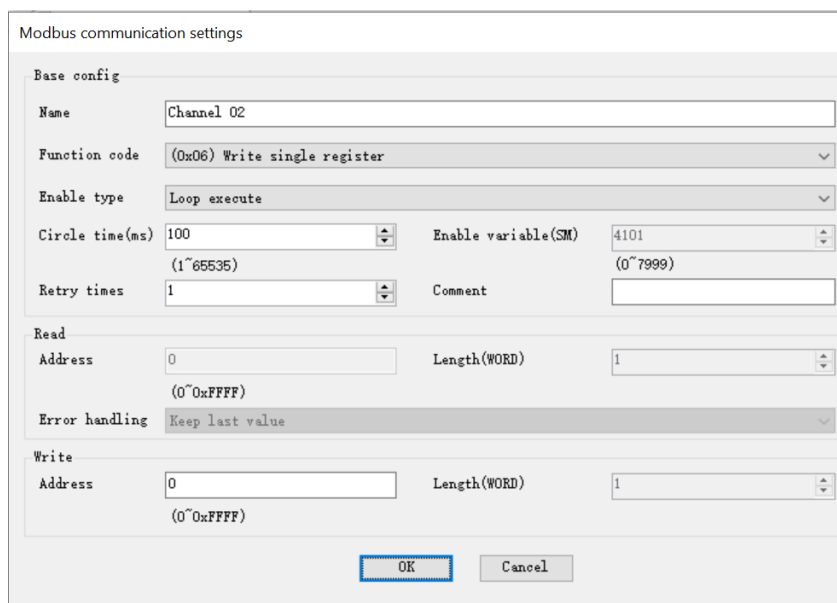 Modbus communication settings
Base config
Name Channel 02
Function code (0x06) Write single register
Enable type Loop execute
Circle time(ms) 100 Enable variable(SM) 4101
(1~65535) (0~7999)
Retry times 1 Comment
Read
Address 0 Length(WORD) 1
(0~0xFFFF)
Error handling Keep last value
Write
Address 0 Length(WORD) 1
(0~0xFFFF)
OK Cancel